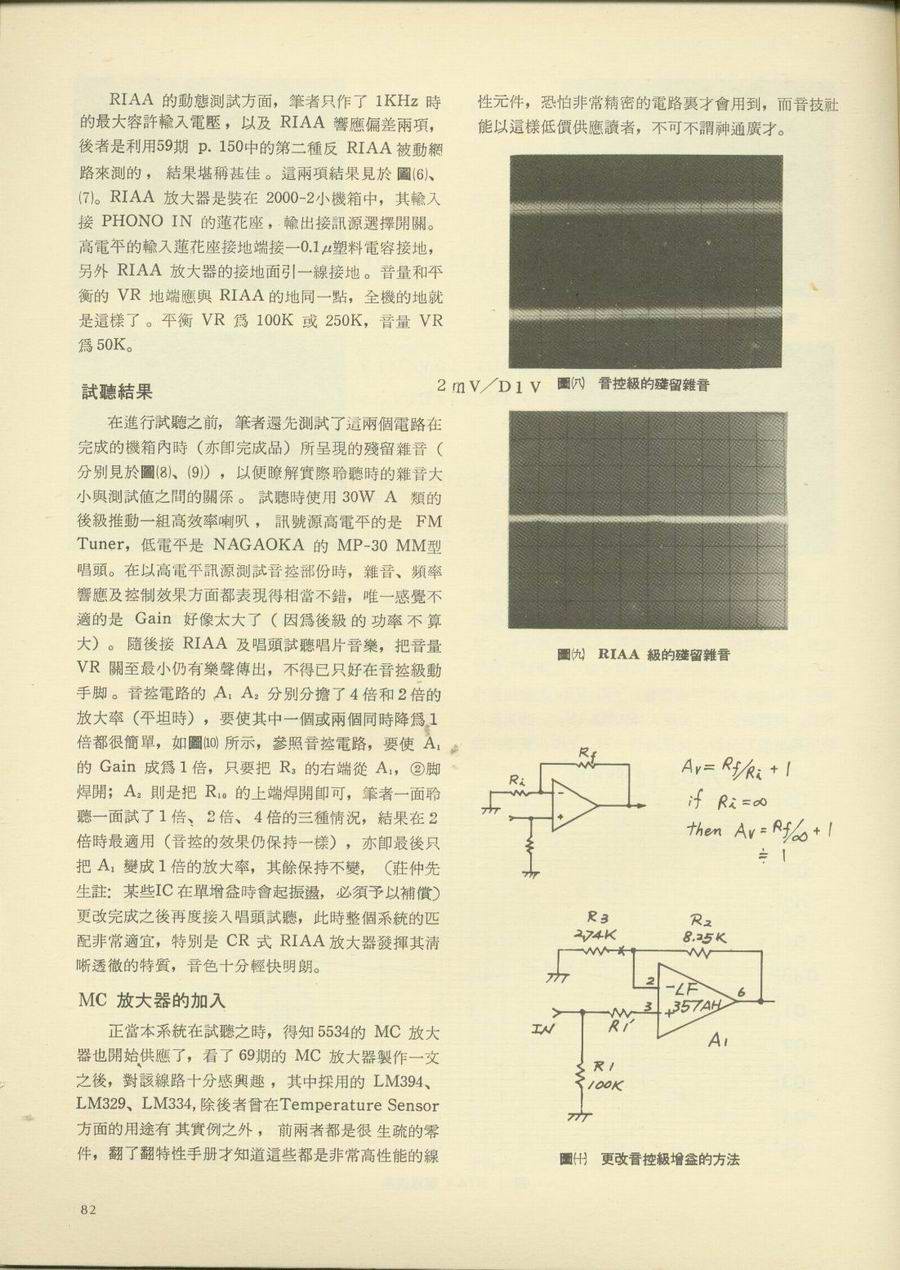 RIAA 的動態測試方面，筆者只作了 1KHz 時
的最大容許輸入電壓，以及 RIAA 響應偏差兩項，
後者是利用59期 p. 150中的第二種反 RIAA 被動網
路來測的，結果堪稱甚佳。這兩項結果見於圖⑹、
⑺。RIAA 放大器是裝在 2000-2小機箱中，其輸入
接 PHONO IN 的蓮花座，輸出接訊源選擇開關。
高電平的輸入蓮花座接地端接一0.1μ塑料電容接地，
另外 RIAA 放大器的接地面引一線接地。音量和平
衡的 VR 地端應與 RIAA 的地同一點，全機的地就
是這樣了。平衡 VR 爲 100K 或 250K，音量 VR
爲 50K。
試聽結果
在進行試聽之前，筆者還先測試了這兩個電路在
完成的機箱內時（亦卽完成品）所呈現的殘留雜音（
分別見於圖⑻、⑼），以便瞭解實際聆聽時的雜音大
小與測試值之間的關係。試聽時使用 30W A 類的
後級推動一組高效率喇叭，訊號源高電平的是 FM
Tuner，低電平是 NAGAOKA 的 MP-30 MM型
唱頭。在以高電平訊源測試音控部份時，雜音、頻率
響應及控制效果方面都表現得相當不錯，唯一感覺不
適的是 Gain 好像太大了（因爲後級的功率不算
大）。隨後接 RIAA 及唱頭試聽唱片音樂，把音量
VR 關至最小仍有樂聲傳出，不得已只好在音控級動
手脚。音控電路的 A₁ A₂ 分別分擔了 4 倍和 2 倍的
放大率（平坦時），要使其中一個或兩個同時降爲 1
倍都很簡單，如圖⑽ 所示，參照音控電路，要使 A₁
的 Gain 成爲 1 倍，只要把 R₃ 的右端從 A₁，②脚
焊開；A₂ 則是把 R₁₀ 的上端焊開卽可，筆者一面聆
聽一面試了 1 倍、2 倍、4 倍的三種情況，結果在 2
倍時最適用（音控的效果仍保持一樣），亦卽最後只
把 A₁ 變成 1 倍的放大率，其餘保持不變，（莊仲先
生註：某些IC 在單增益時會起振盪，必須予以補償）
更改完成之後再度接入唱頭試聽，此時整個系統的匹
配非常適宜，特別是 CR 式 RIAA 放大器發揮其清
晰透徹的特質，音色十分輕快明朗。
MC 放大器的加入
正當本系統在試聽之時，得知 5534的 MC 放大
器也開始供應了，看了 69期的 MC 放大器製作一文
之後，對該線路十分感興趣，其中採用的 LM394、
LM329、LM334，除後者曾在Temperature Sensor
方面的用途有其實例之外，前兩者都是很生疏的零
件，翻了翻特性手册才知道這些都是非常高性能的線
82
性元件，恐怕非常精密的電路裏才會用到，而音技社
能以這樣低價供應讀者，不可不謂神通廣才。
2 mV／D1V 圖㈧ 音控級的殘留雜音
圖㈨ RIAA 級的殘留雜音
Rf
Ri
Av = Rf/Ri + 1
if Ri = ∞
then Av = Rf/∞ + 1
≒ 1
R3
2.74K
R2
8.25K
2
3
6
-LF
+357AH
A1
IN
R1'
R1
100K
圖㈩ 更改音控級增益的方法